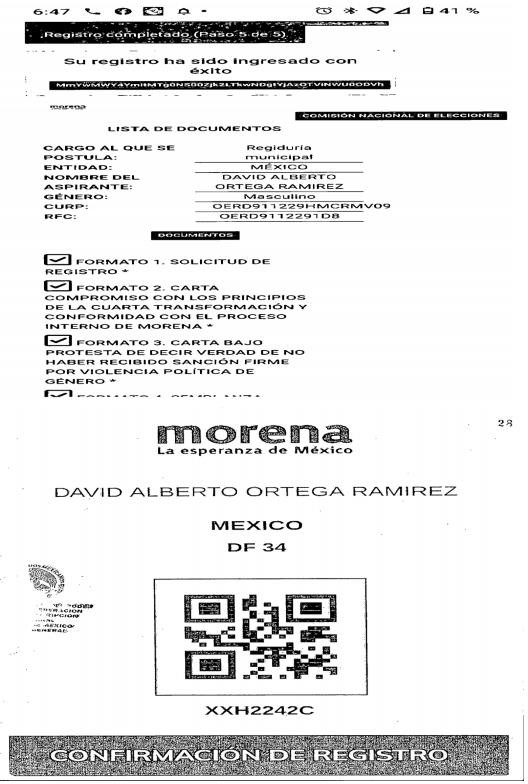 6:47
41 %
Registro completado (Paso 5 de 5)
Su registro ha sido ingresado con
éxito
morena
COMISIÓN NACIONAL DE ELECCIONES
LISTA DE DOCUMENTOS
CARGO AL QUE SE POSTULA: Regiduría municipal
ENTIDAD: MÉXICO
NOMBRE DEL ASPIRANTE: DAVID ALBERTO ORTEGA RAMIREZ
GÉNERO: Masculino
CURP: OERD911229HMCRMV09
RFC: OERD9112291D8
DOCUMENTOS
FORMATO 1. SOLICITUD DE
REGISTRO *
FORMATO 2. CARTA
COMPROMISO CON LOS PRINCIPIOS
DE LA CUARTA TRANSFORMACIÓN Y
CONFORMIDAD CON EL PROCESO
INTERNO DE MORENA *
FORMATO 3. CARTA BAJO
PROTESTA DE DECIR VERDAD DE NO
HABER RECIBIDO SANCIÓN FIRME
POR VIOLENCIA POLÍTICA DE
GÉNERO *
28
morena
La esperanza de México
DAVID ALBERTO ORTEGA RAMIREZ
MEXICO
DF 34
XXH2242C
CONFIRMACIÓN DE REGISTRO